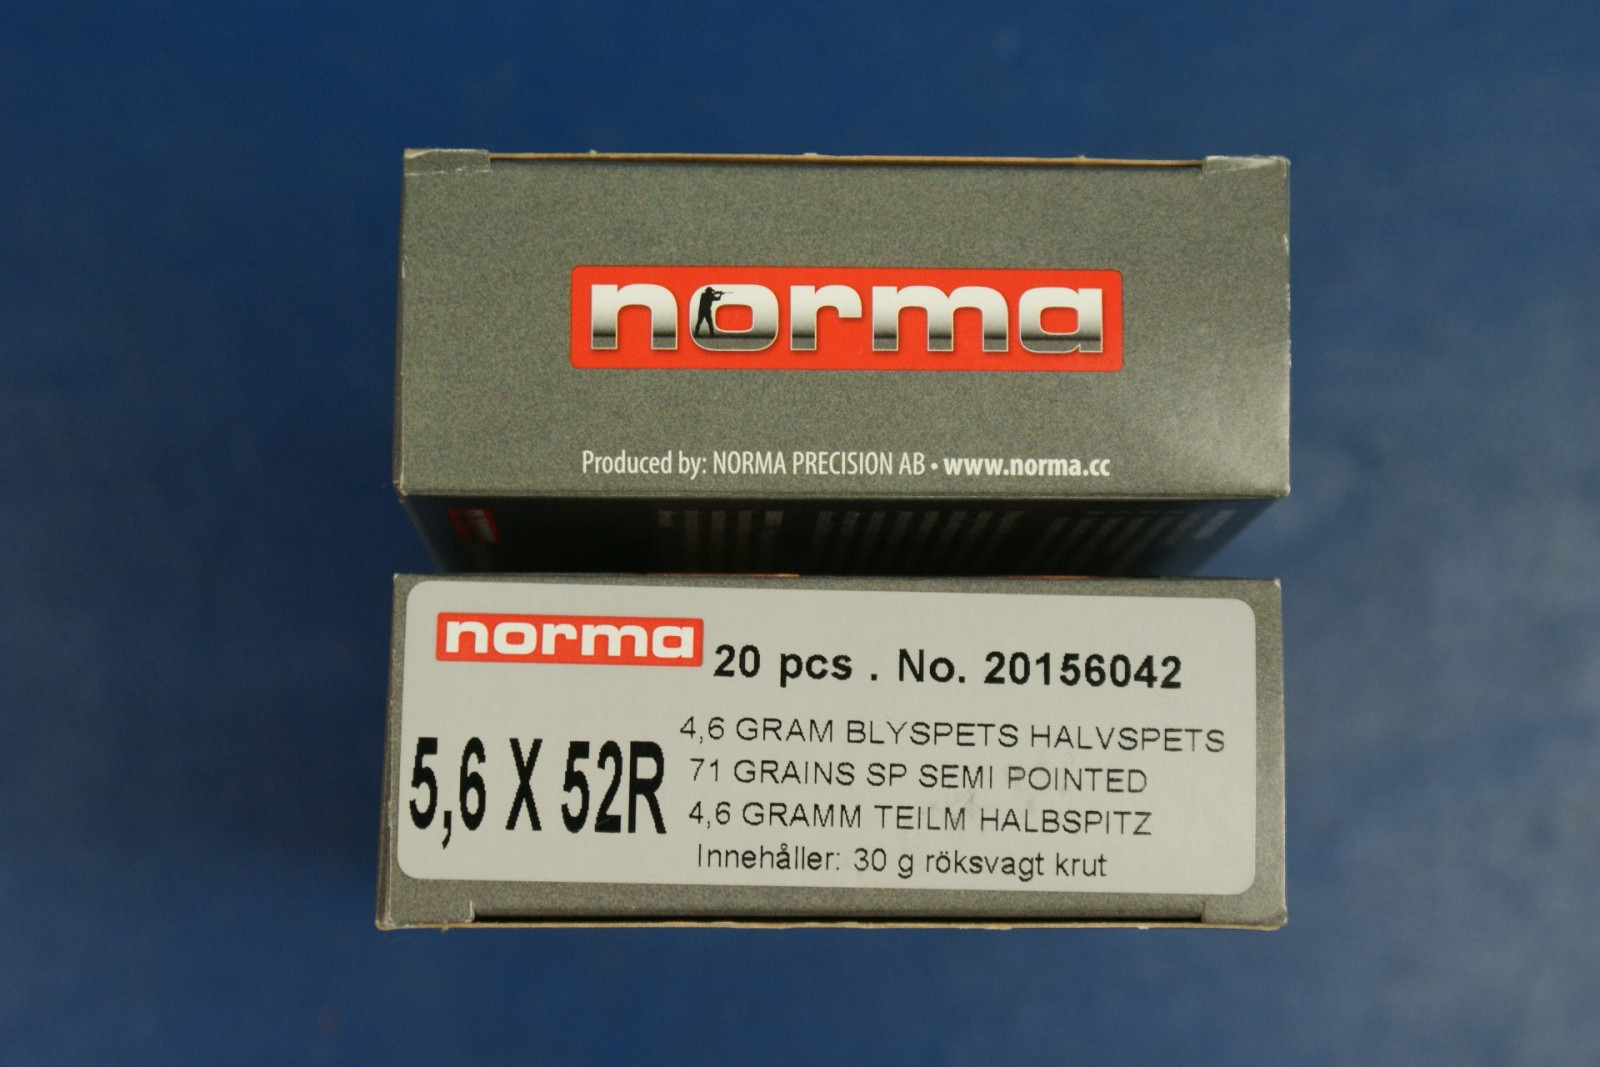 norma
Produced by: NORMA PRECISION AB • www.norma.cc
norma 20 pcs . No. 20156042
5,6 X 52R
4,6 GRAM BLYSPETS HALVSPETS
71 GRAINS SP SEMI POINTED
4,6 GRAMM TEILM HALBSPITZ
Innehåller: 30 g röksvagt krut